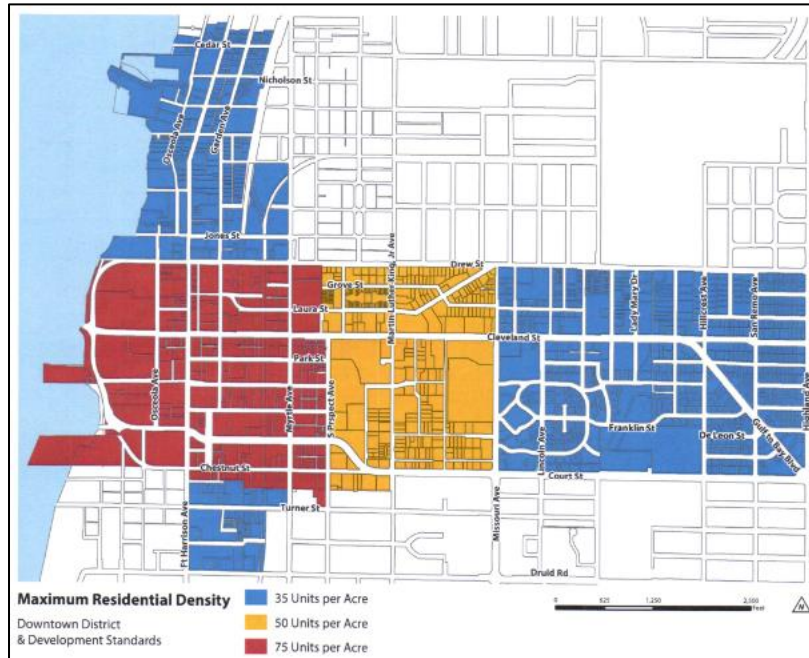 Cedar St
Nicholson St
Osceola Ave
Garden Ave
Jones St
Drew St
Grove St
Martin Luther King, Jr Ave
Laura St
Cleveland St
Lady Mary Dr
Hillcrest Ave
San Remo Ave
Park St
Osceola Ave
Myrtle Ave
S Prspect Ave
Highland Ave
Franklin St
De Leon St
Gulf to Bay Blvd
Lincoln Ave
Chestnut St
Court St
Turner St
Ft Harrison Ave
Missouri Ave
Druid Rd
Maximum Residential Density
Downtown District
& Development Standards
35 Units per Acre
50 Units per Acre
75 Units per Acre
0 625 1,250 2,500
Feet
N